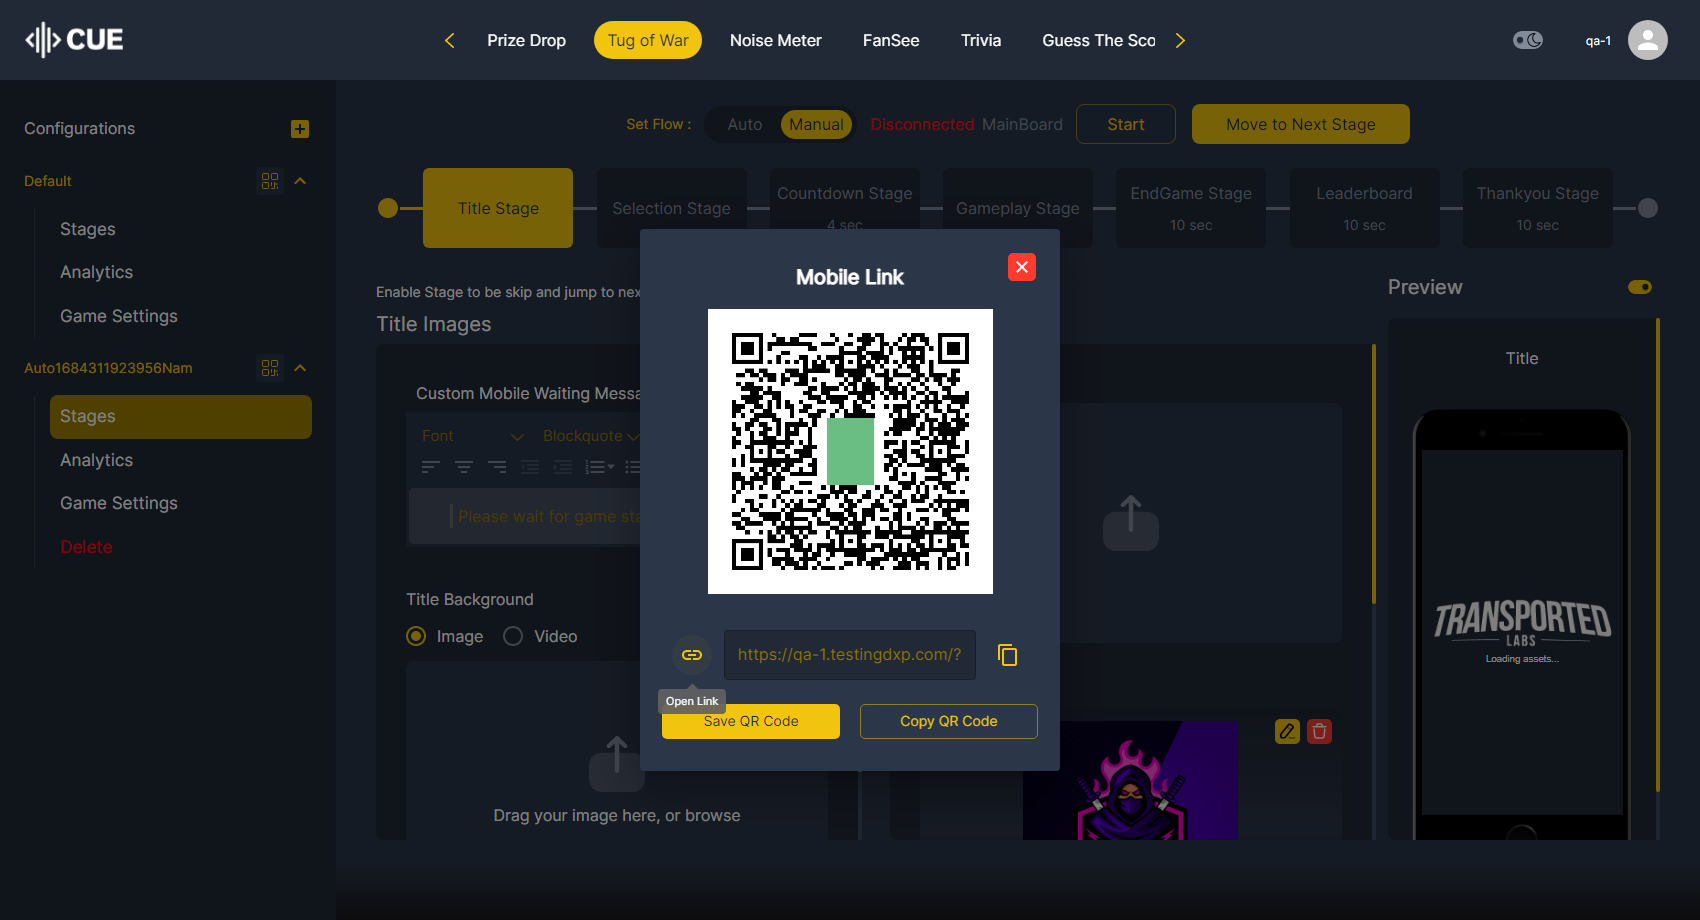 CUE
Prize Drop
Tug of War
Noise Meter
FanSee
Trivia
Guess The Sco
qa-1
Configurations
Default
Stages
Analytics
Game Settings
Auto1684311923956Nam
Stages
Analytics
Game Settings
Delete
Set Flow :
Auto
Manual
Disconnected MainBoard
Start
Move to Next Stage
Title Stage
Selection Stage
Countdown Stage
4 sec
Gameplay Stage
EndGame Stage
10 sec
Leaderboard
10 sec
Thankyou Stage
10 sec
Enable Stage to be skip and jump to nex
Title Images
Custom Mobile Waiting Messa
Font
Blockquote
Please wait for game sta
Title Background
Image
Video
Drag your image here, or browse
Mobile Link
https://qa-1.testingdxp.com/?
Open Link
Save QR Code
Copy QR Code
Preview
Title
TRANSPORTED
LABS
Loading assets...